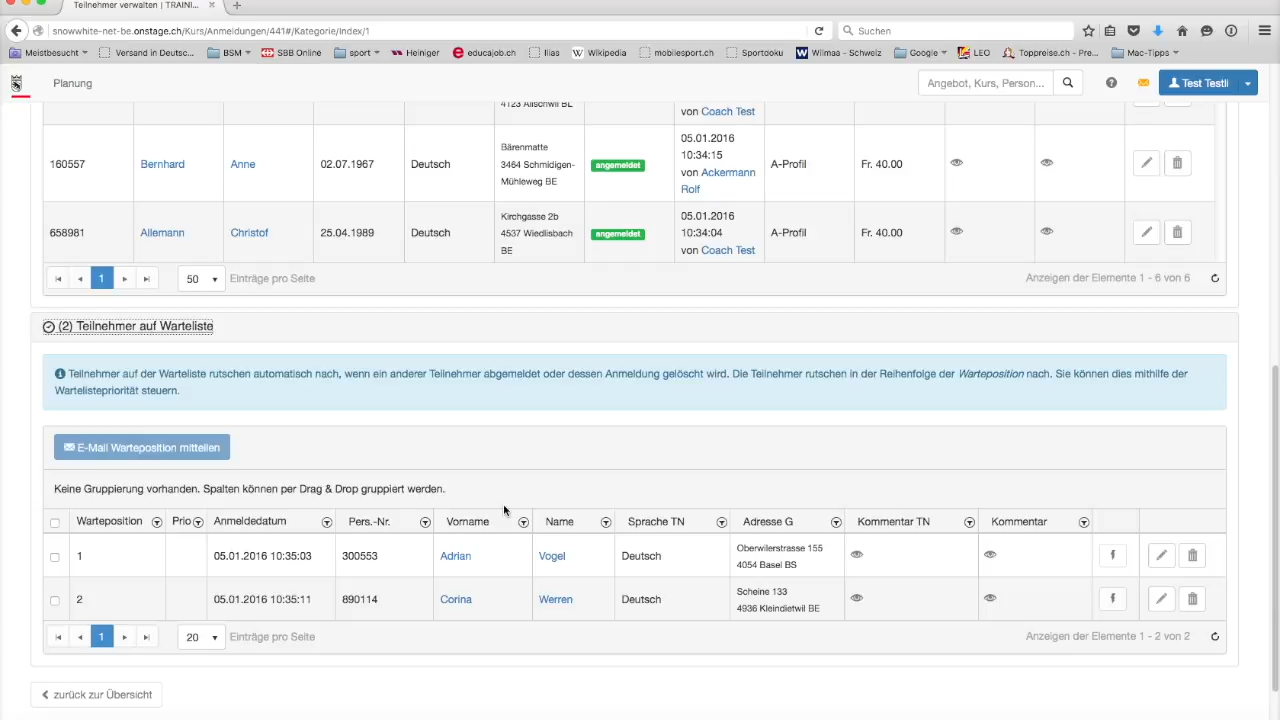 Teilnehmer verwalten | TRAINI...
snowwhite-net-be.onstage.ch/Kurs/Anmeldungen/441#/Kategorie/Index/1
Suchen
Meistbesucht
Versand in Deutsc...
BSM
SBB Online
sport
Heiniger
educajob.ch
Ilias
Wikipedia
mobilesport.ch
Sportdoku
Wilmaa - Schweiz
Google
LEO
Toppreise.ch - Pre...
Mac-Tipps
Planung
Angebot, Kurs, Person...
Test Testli
4123 Allschwil BL
von Coach Test
160557 Bernhard Anne 02.07.1967 Deutsch
Bärenmatte
3464 Schmidigen-
Mühleweg BE
angemeldet
05.01.2016
10:34:15
von Ackermann
Rolf
A-Profil Fr. 40.00
658981 Allemann Christof 25.04.1989 Deutsch
Kirchgasse 2b
4537 Wiedlisbach
BE
angemeldet
05.01.2016
10:34:04
von Coach Test
A-Profil Fr. 40.00
1 50 Einträge pro Seite Anzeigen der Elemente 1 - 6 von 6
(2) Teilnehmer auf Warteliste
Teilnehmer auf der Warteliste rutschen automatisch nach, wenn ein anderer Teilnehmer abgemeldet oder dessen Anmeldung gelöscht wird. Die Teilnehmer rutschen in der Reihenfolge der Warteposition nach. Sie können dies mithilfe der
Wartelistepriorität steuern.
E-Mail Warteposition mitteilen
Keine Gruppierung vorhanden. Spalten können per Drag & Drop gruppiert werden.
Warteposition Prio Anmeldedatum Pers.-Nr. Vorname Name Sprache TN Adresse G Kommentar TN Kommentar
1 05.01.2016 10:35:03 300553 Adrian Vogel Deutsch
Oberwilerstrasse 155
4054 Basel BS
2 05.01.2016 10:35:11 890114 Corina Werren Deutsch
Scheine 133
4936 Kleindietwil BE
1 20 Einträge pro Seite Anzeigen der Elemente 1 - 2 von 2
zurück zur Übersicht